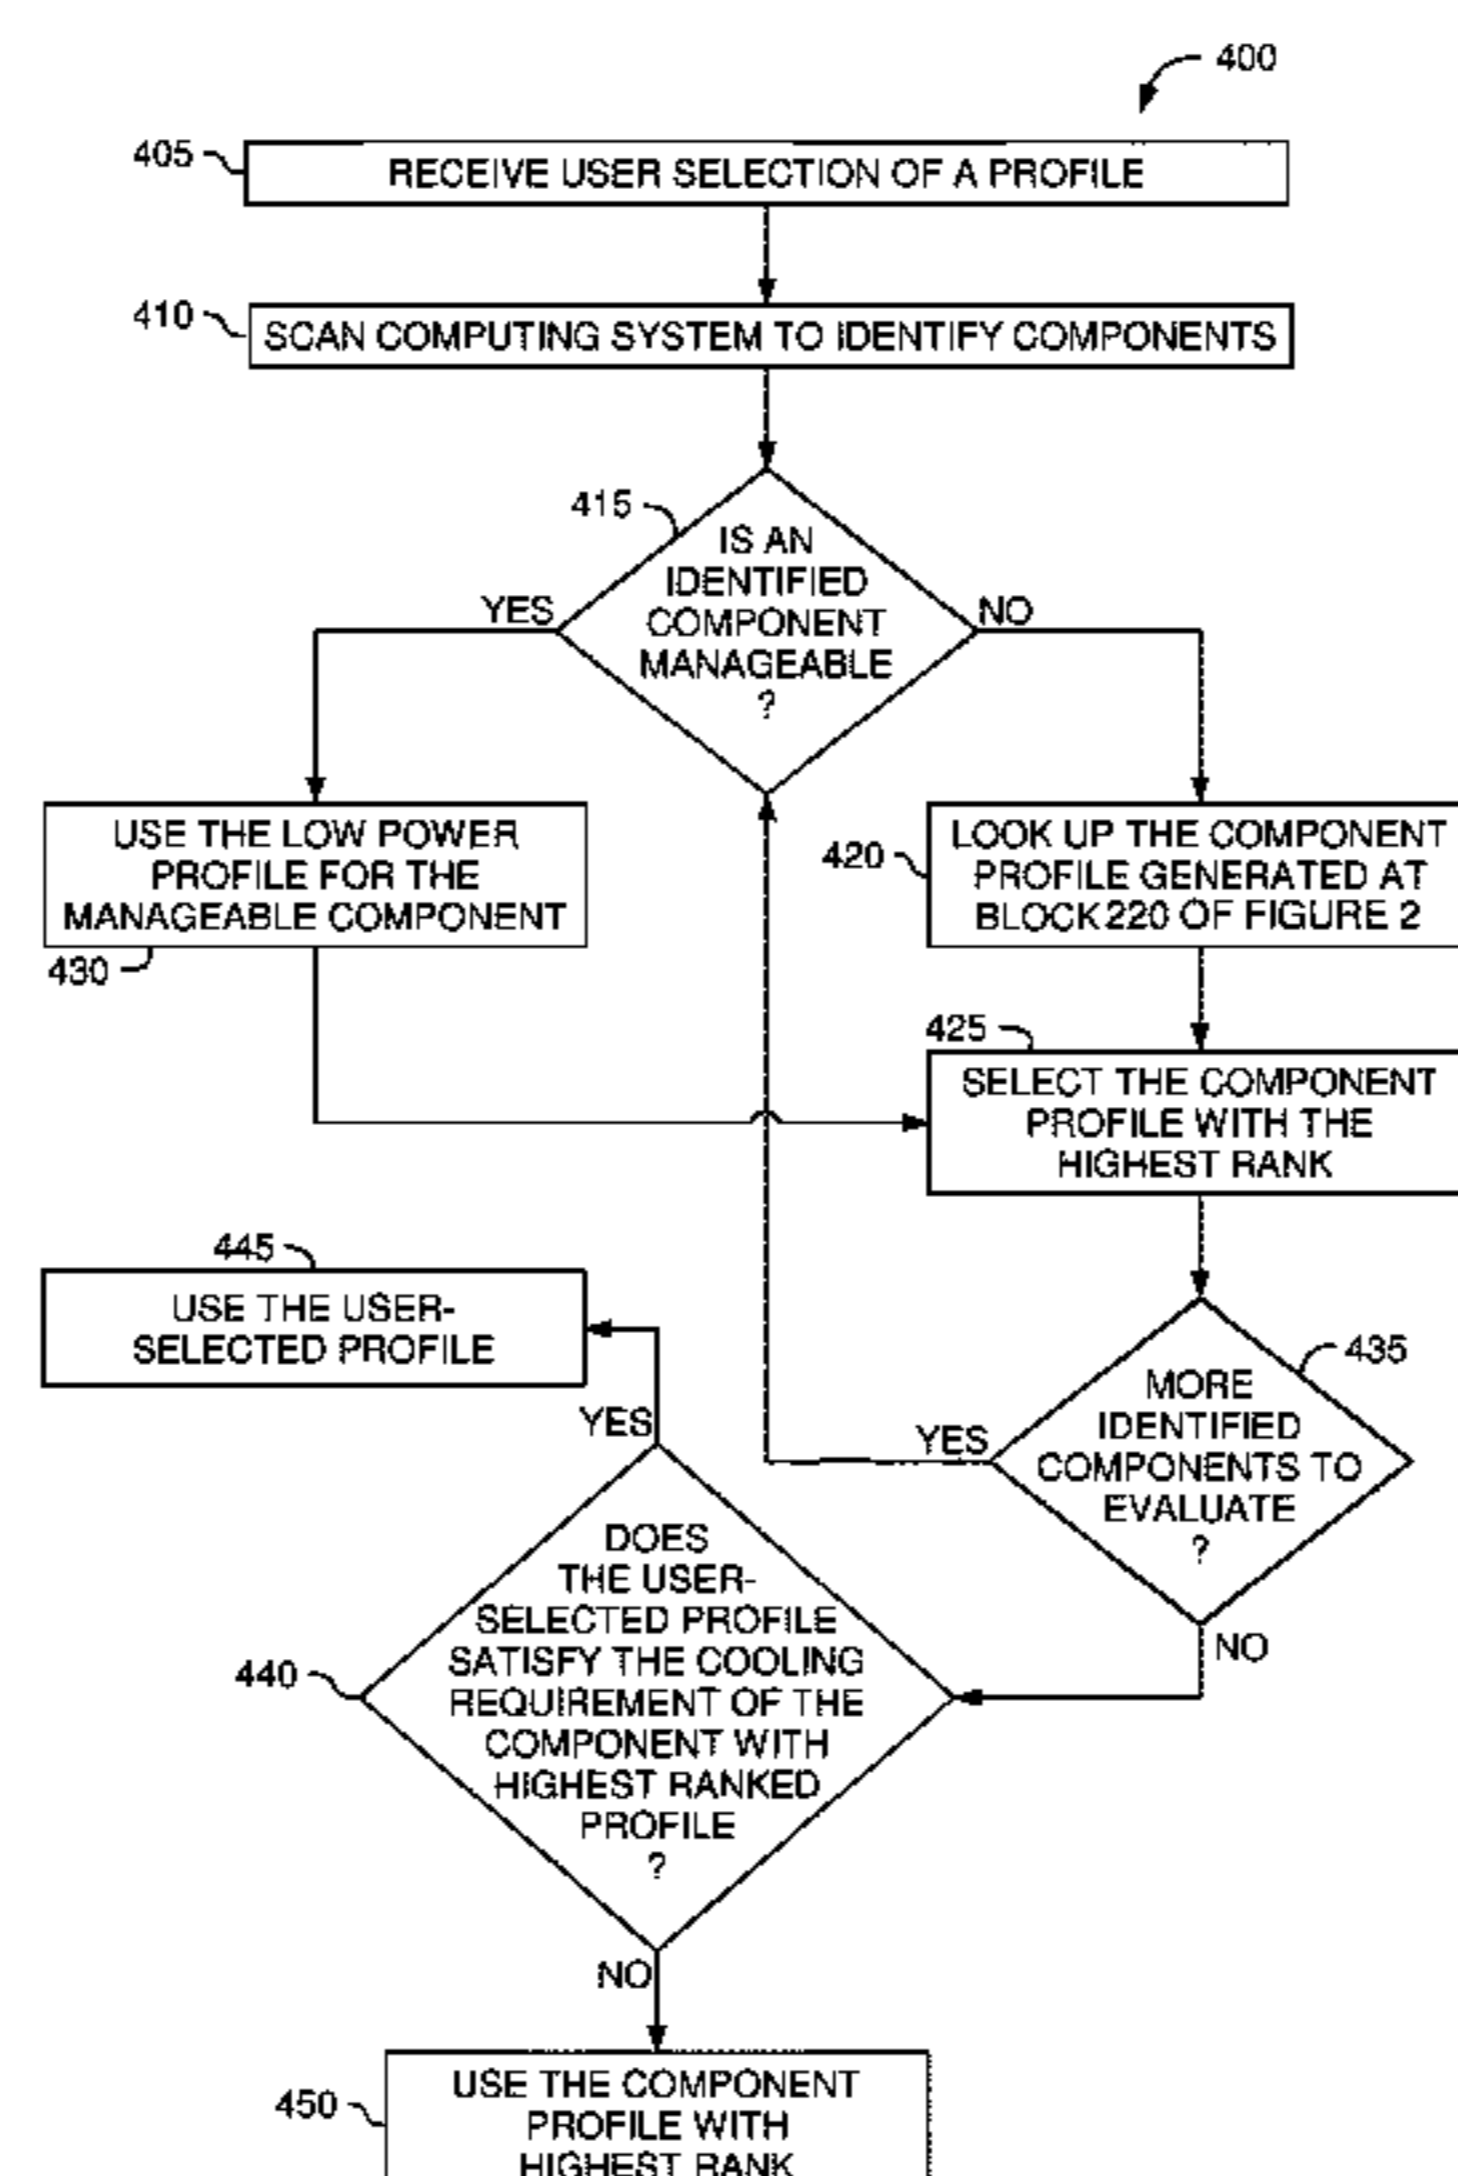 400
405
RECEIVE USER SELECTION OF A PROFILE
410
SCAN COMPUTING SYSTEM TO IDENTIFY COMPONENTS
415
IS AN
IDENTIFIED
COMPONENT
MANAGEABLE
?
YES
NO
USE THE LOW POWER
PROFILE FOR THE
MANAGEABLE COMPONENT
430
420
LOOK UP THE COMPONENT
PROFILE GENERATED AT
BLOCK 220 OF FIGURE 2
425
SELECT THE COMPONENT
PROFILE WITH THE
HIGHEST RANK
445
USE THE USER-
SELECTED PROFILE
435
MORE
IDENTIFIED
COMPONENTS TO
EVALUATE
?
YES
NO
YES
440
DOES
THE USER-
SELECTED PROFILE
SATISFY THE COOLING
REQUIREMENT OF THE
COMPONENT WITH
HIGHEST RANKED
PROFILE
?
NO
450
USE THE COMPONENT
PROFILE WITH
HIGHEST RANK